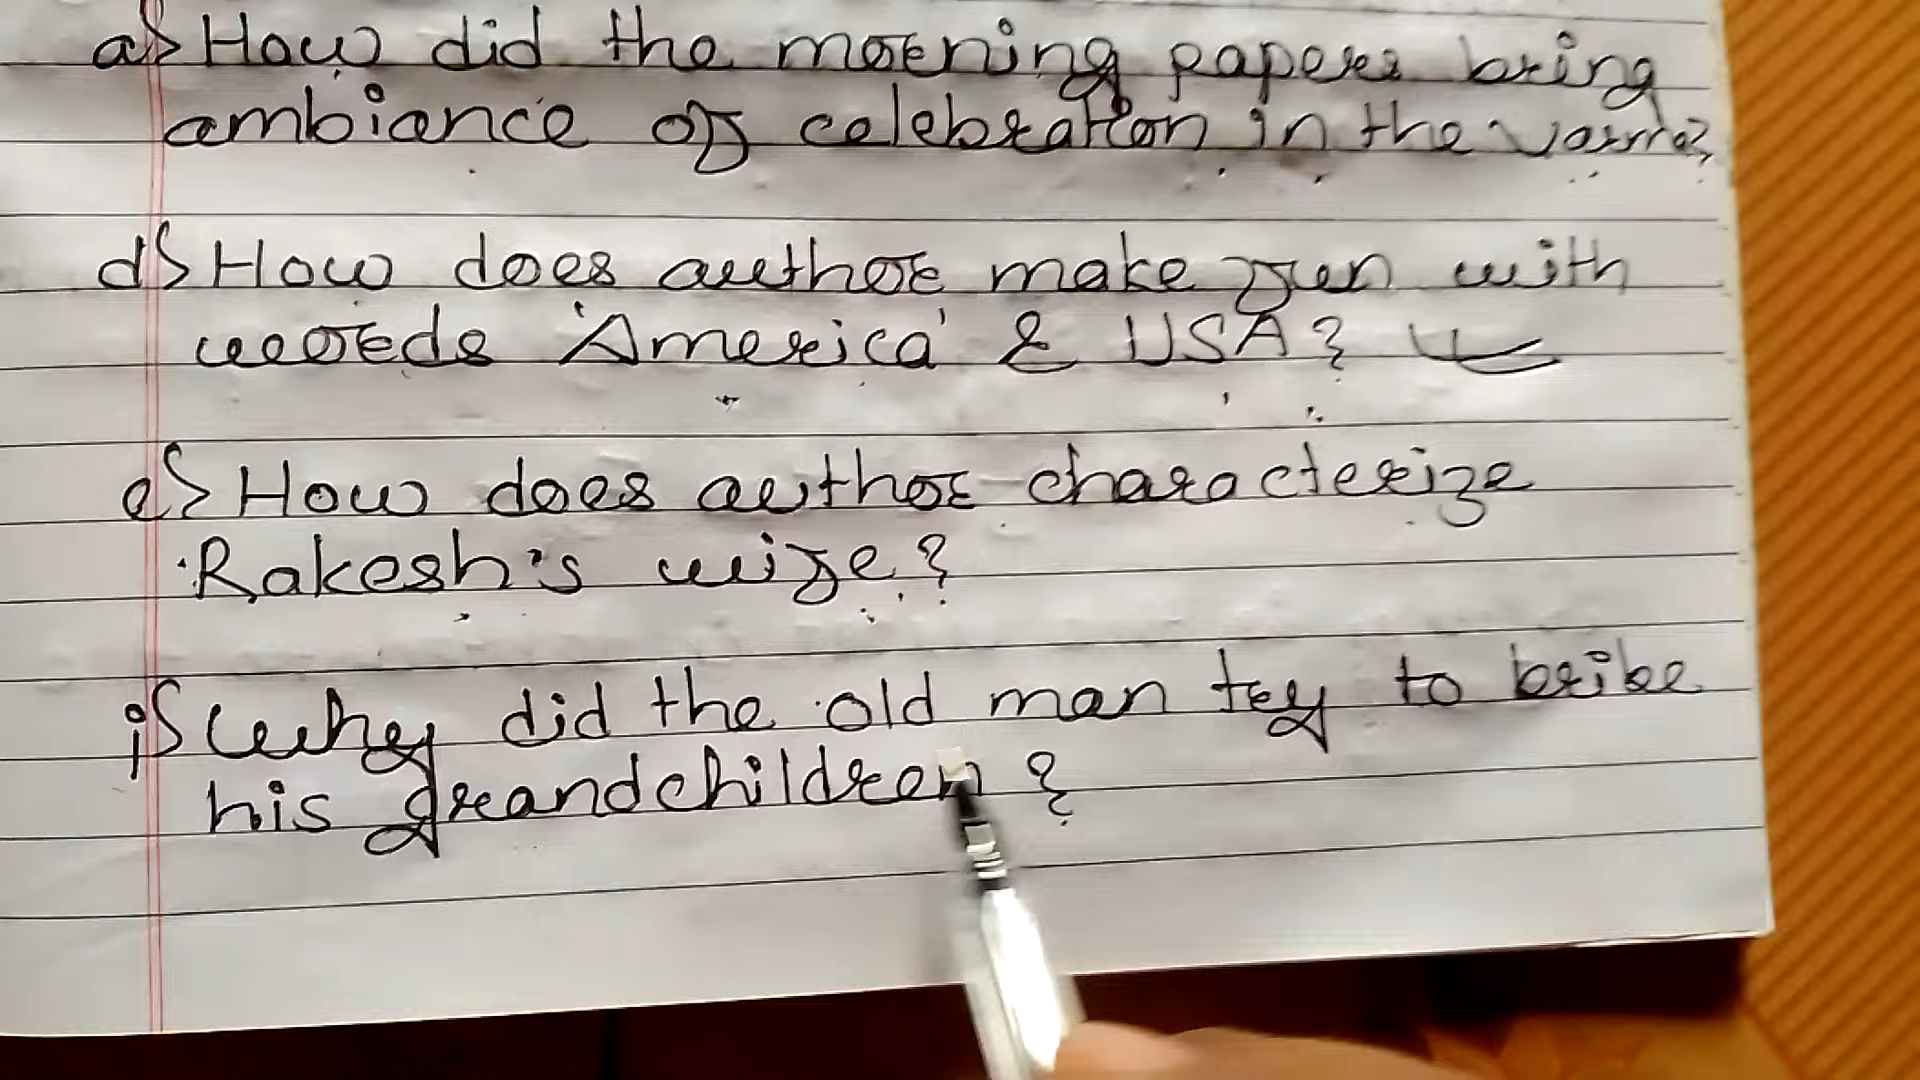 a> How did the morning papers bring
ambiance of celebration in the varma?
d> How does author make fun with
words 'America' & USA?
e> How does author characterize
Rakesh's wife?
i> Why did the old man try to bribe
his grandchildren?